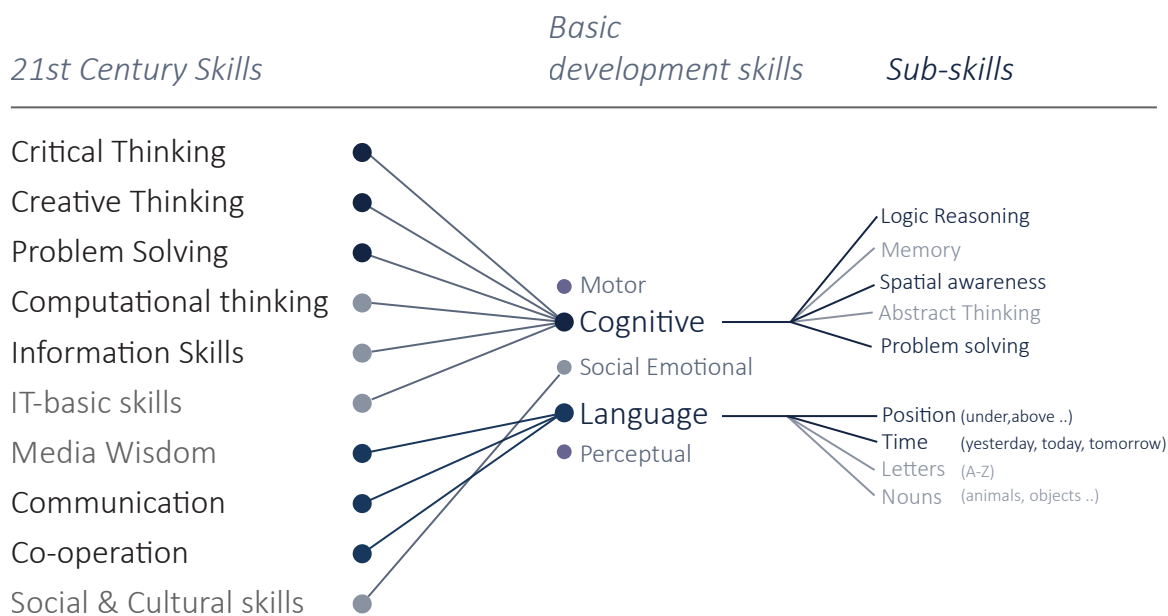 Basic
21st Century Skills
development skills
Sub-skills
Critical Thinking
Creative Thinking
Problem Solving
Computational thinking
Information Skills
IT-basic skills
Media Wisdom
Communication
Co-operation
Social & Cultural skills
Motor
Cognitive
Social Emotional
Language
Perceptual
Logic Reasoning
Memory
Spatial awareness
Abstract Thinking
Problem solving
Position (under,above ..)
Time (yesterday, today, tomorrow)
Letters (A-Z)
Nouns (animals, objects ..)